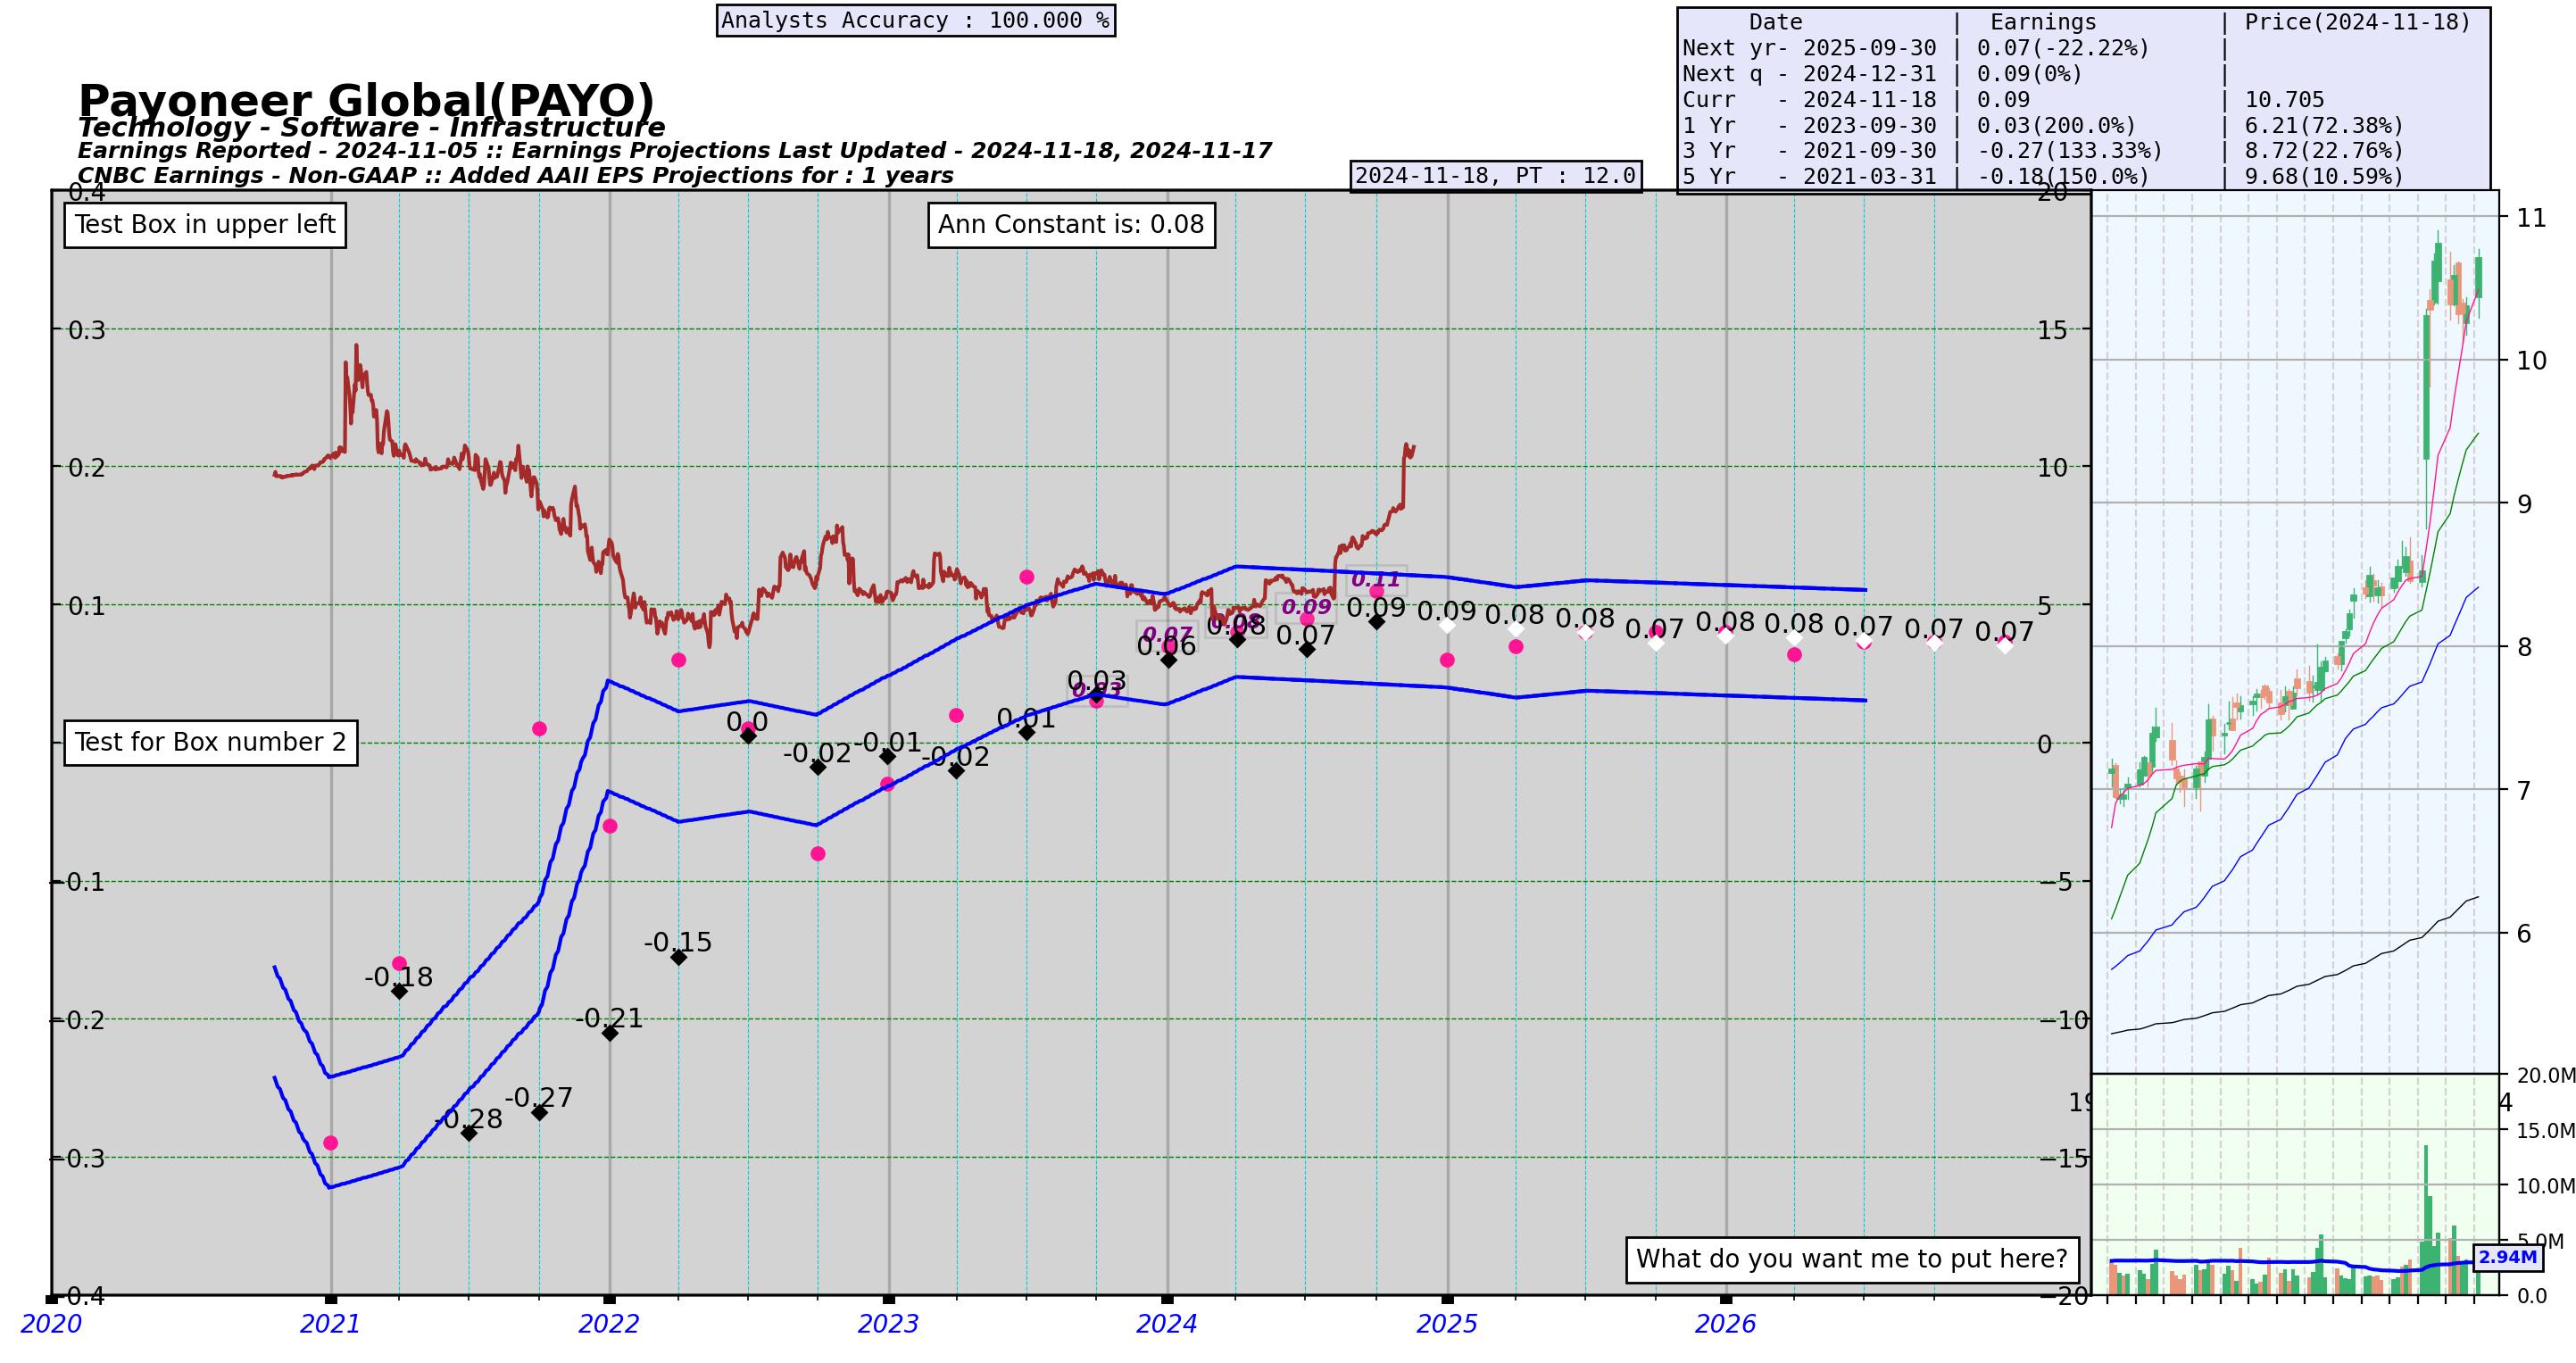 Analysts Accuracy : 100.000 %
Date | Earnings | Price(2024-11-18)
Next yr- 2025-09-30 | 0.07(-22.22%) |
Next q - 2024-12-31 | 0.09(0%) |
Curr - 2024-11-18 | 0.09 | 10.705
1 Yr - 2023-09-30 | 0.03(200.0%) | 6.21(72.38%)
3 Yr - 2021-09-30 | -0.27(133.33%) | 8.72(22.76%)
5 Yr - 2021-03-31 | -0.18(150.0%) | 9.68(10.59%)
Payoneer Global(PAYO)
Technology - Software - Infrastructure
Earnings Reported - 2024-11-05 :: Earnings Projections Last Updated - 2024-11-18, 2024-11-17
CNBC Earnings - Non-GAAP :: Added AAII EPS Projections for : 1 years
2024-11-18, PT : 12.0
Test Box in upper left
Ann Constant is: 0.08
Test for Box number 2
What do you want me to put here?
0.4
0.3
0.2
0.1
−0.1
−0.2
−0.3
−0.4
20
15
10
5
0
−5
−10
−15
−20
-0.18
-0.28
-0.27
-0.21
-0.15
0.0
-0.02
-0.01
-0.02
0.01
0.03
0.03
0.07
0.06
0.08
0.08
0.09
0.07
0.11
0.09
0.09
0.08
0.08
0.07
0.08
0.08
0.07
0.07
0.07
11
10
9
8
7
6
20.0M
19
4
15.0M
10.0M
5.0M
2.94M
0.0
2020
2021
2022
2023
2024
2025
2026